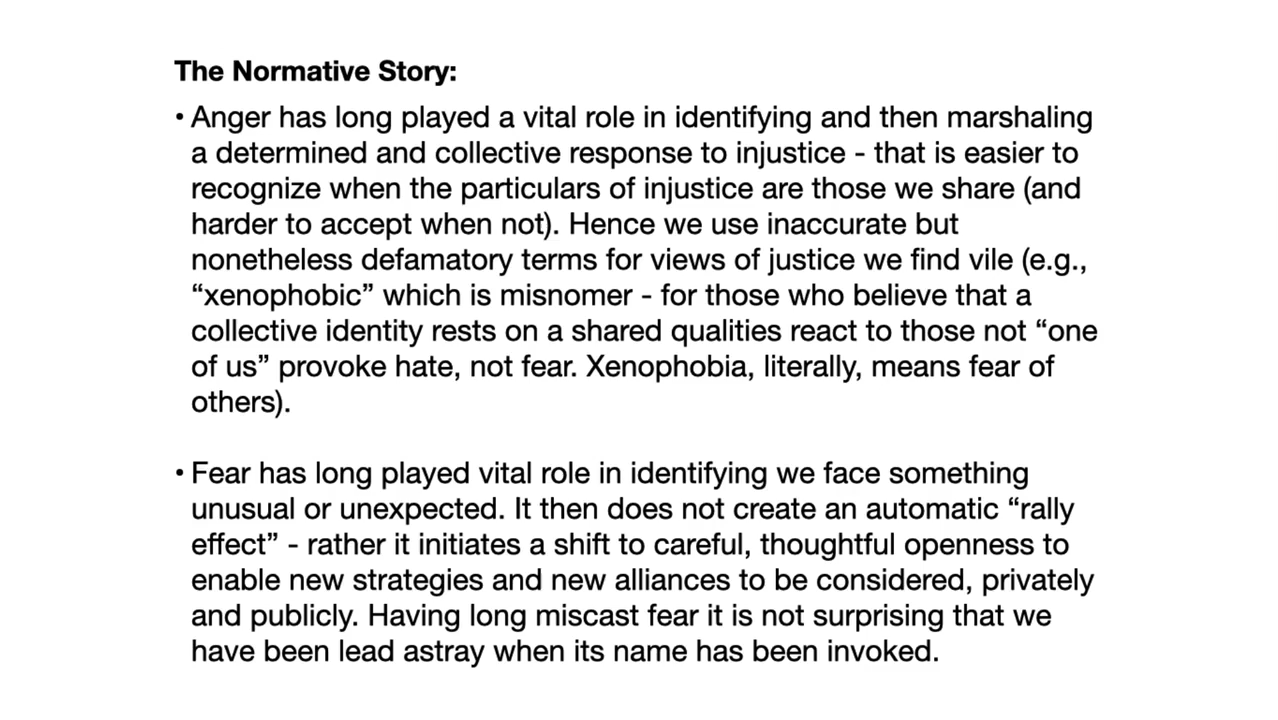 The Normative Story:
• Anger has long played a vital role in identifying and then marshaling
a determined and collective response to injustice - that is easier to
recognize when the particulars of injustice are those we share (and
harder to accept when not). Hence we use inaccurate but
nonetheless defamatory terms for views of justice we find vile (e.g.,
“xenophobic” which is misnomer - for those who believe that a
collective identity rests on a shared qualities react to those not “one
of us” provoke hate, not fear. Xenophobia, literally, means fear of
others).
• Fear has long played vital role in identifying we face something
unusual or unexpected. It then does not create an automatic “rally
effect” - rather it initiates a shift to careful, thoughtful openness to
enable new strategies and new alliances to be considered, privately
and publicly. Having long miscast fear it is not surprising that we
have been lead astray when its name has been invoked.